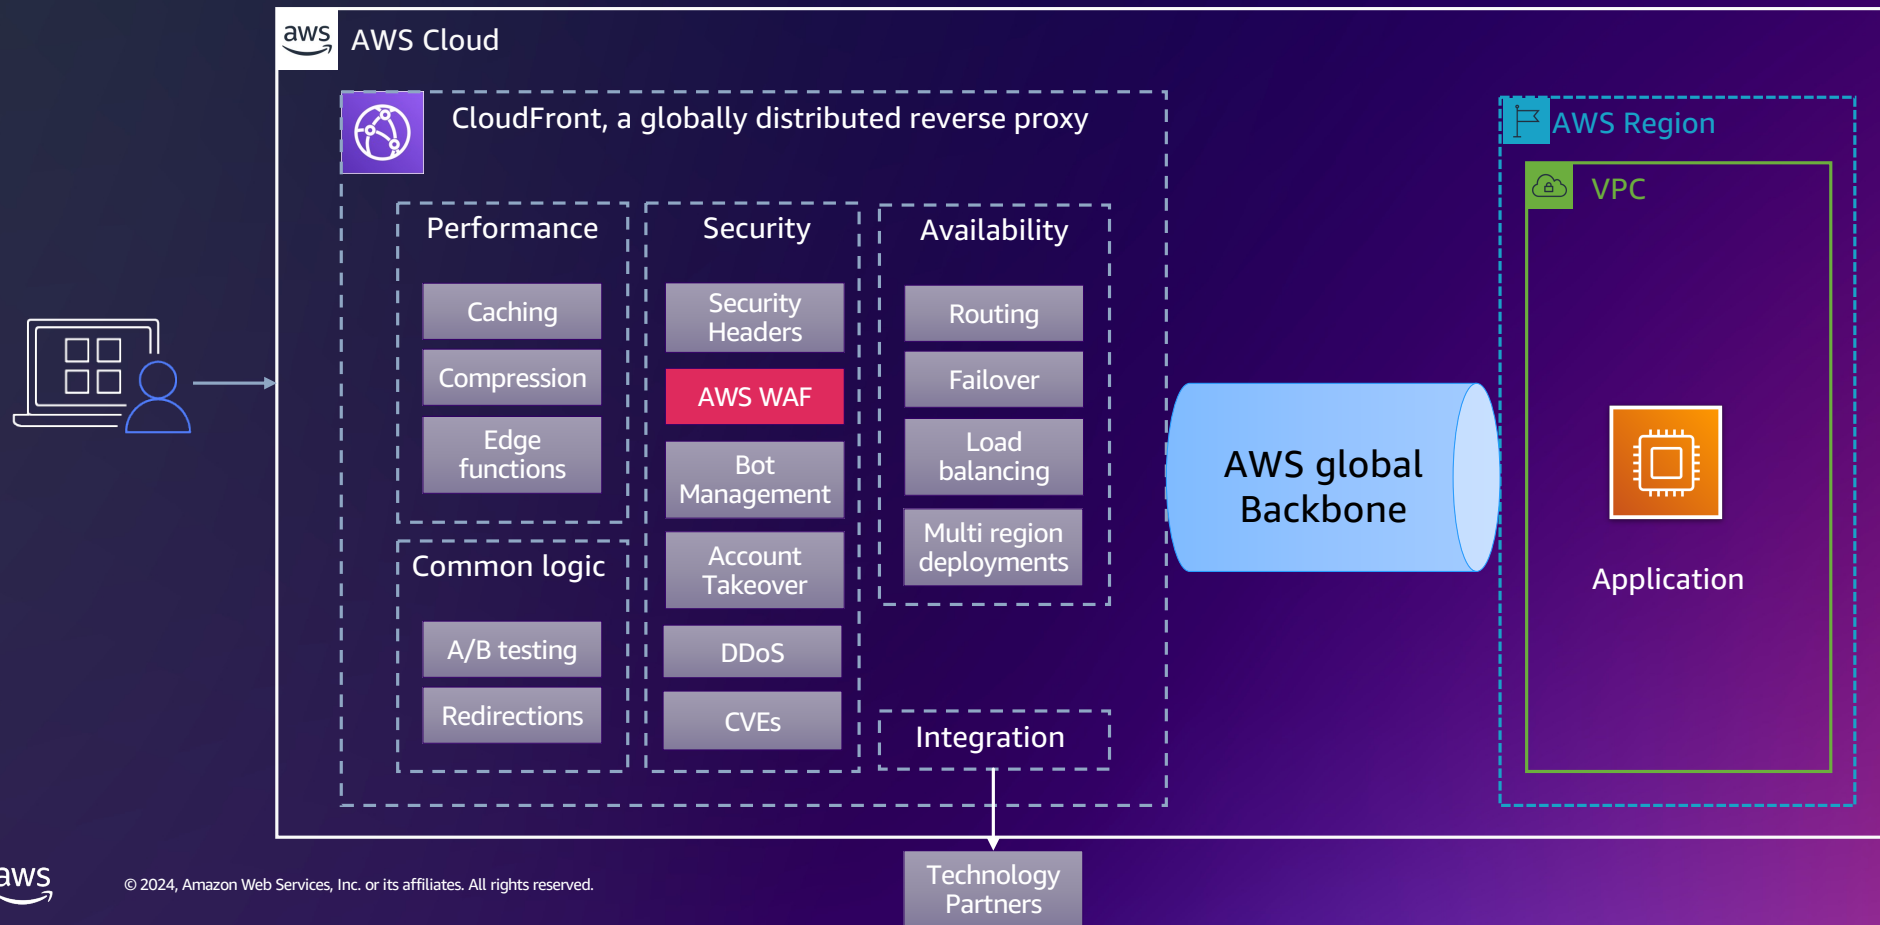 aws
AWS Cloud
CloudFront, a globally distributed reverse proxy
Performance
Caching
Compression
Edge
functions
Common logic
A/B testing
Redirections
Security
Security
Headers
AWS WAF
Bot
Management
Account
Takeover
DDoS
CVEs
Availability
Routing
Failover
Load
balancing
Multi region
deployments
Integration
Technology
Partners
AWS global
Backbone
AWS Region
VPC
Application
aws
© 2024, Amazon Web Services, Inc. or its affiliates. All rights reserved.